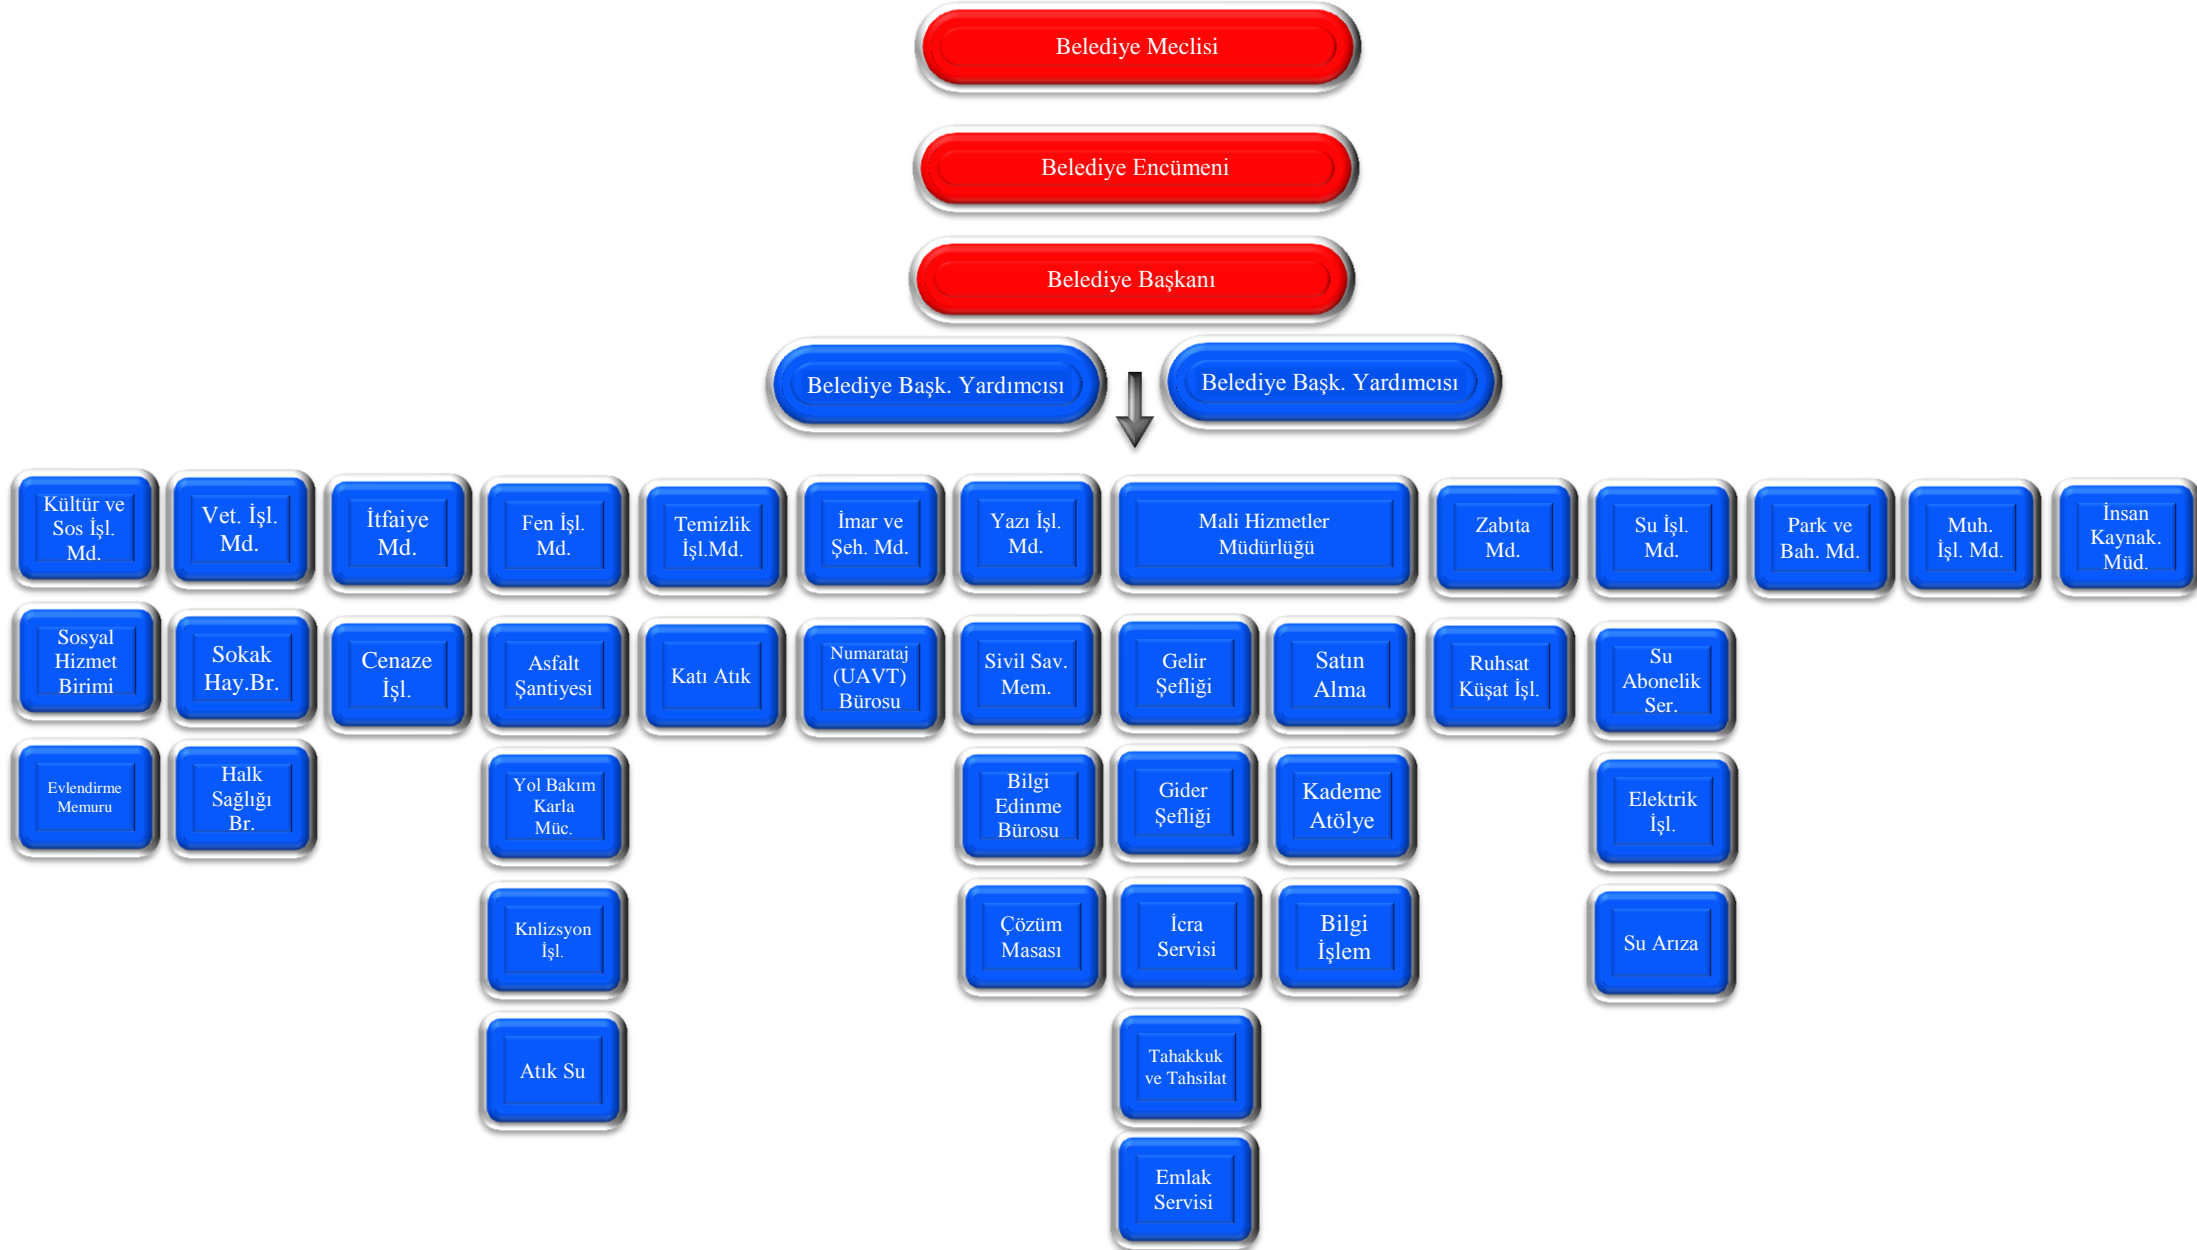 Belediye Meclisi
Belediye Encümeni
Belediye Başkanı
Belediye Başk. Yardımcısı
Belediye Başk. Yardımcısı
Kültür ve
Sos İşl.
Md.
Vet. İşl.
Md.
İtfaiye
Md.
Fen İşl.
Md.
Temizlik
İşl.Md.
İmar ve
Şeh. Md.
Yazı İşl.
Md.
Mali Hizmetler
Müdürlüğü
Zabıta
Md.
Su İşl.
Md.
Park ve
Bah. Md.
Muh.
İşl. Md.
İnsan
Kaynak.
Müd.
Sosyal
Hizmet
Birimi
Sokak
Hay.Br.
Cenaze
İşl.
Asfalt
Şantiyesi
Katı Atık
Numarataj
(UAVT)
Bürosu
Sivil Sav.
Mem.
Gelir
Şefliği
Satın
Alma
Ruhsat
Küşat İşl.
Su
Abonelik
Ser.
Evlendirme
Memuru
Halk
Sağlığı
Br.
Yol Bakım
Karla
Müc.
Bilgi
Edinme
Bürosu
Gider
Şefliği
Kademe
Atölye
Elektrik
İşl.
Knlizsyon
İşl.
Çözüm
Masası
İcra
Servisi
Bilgi
İşlem
Su Arıza
Atık Su
Tahakkuk
ve Tahsilat
Emlak
Servisi